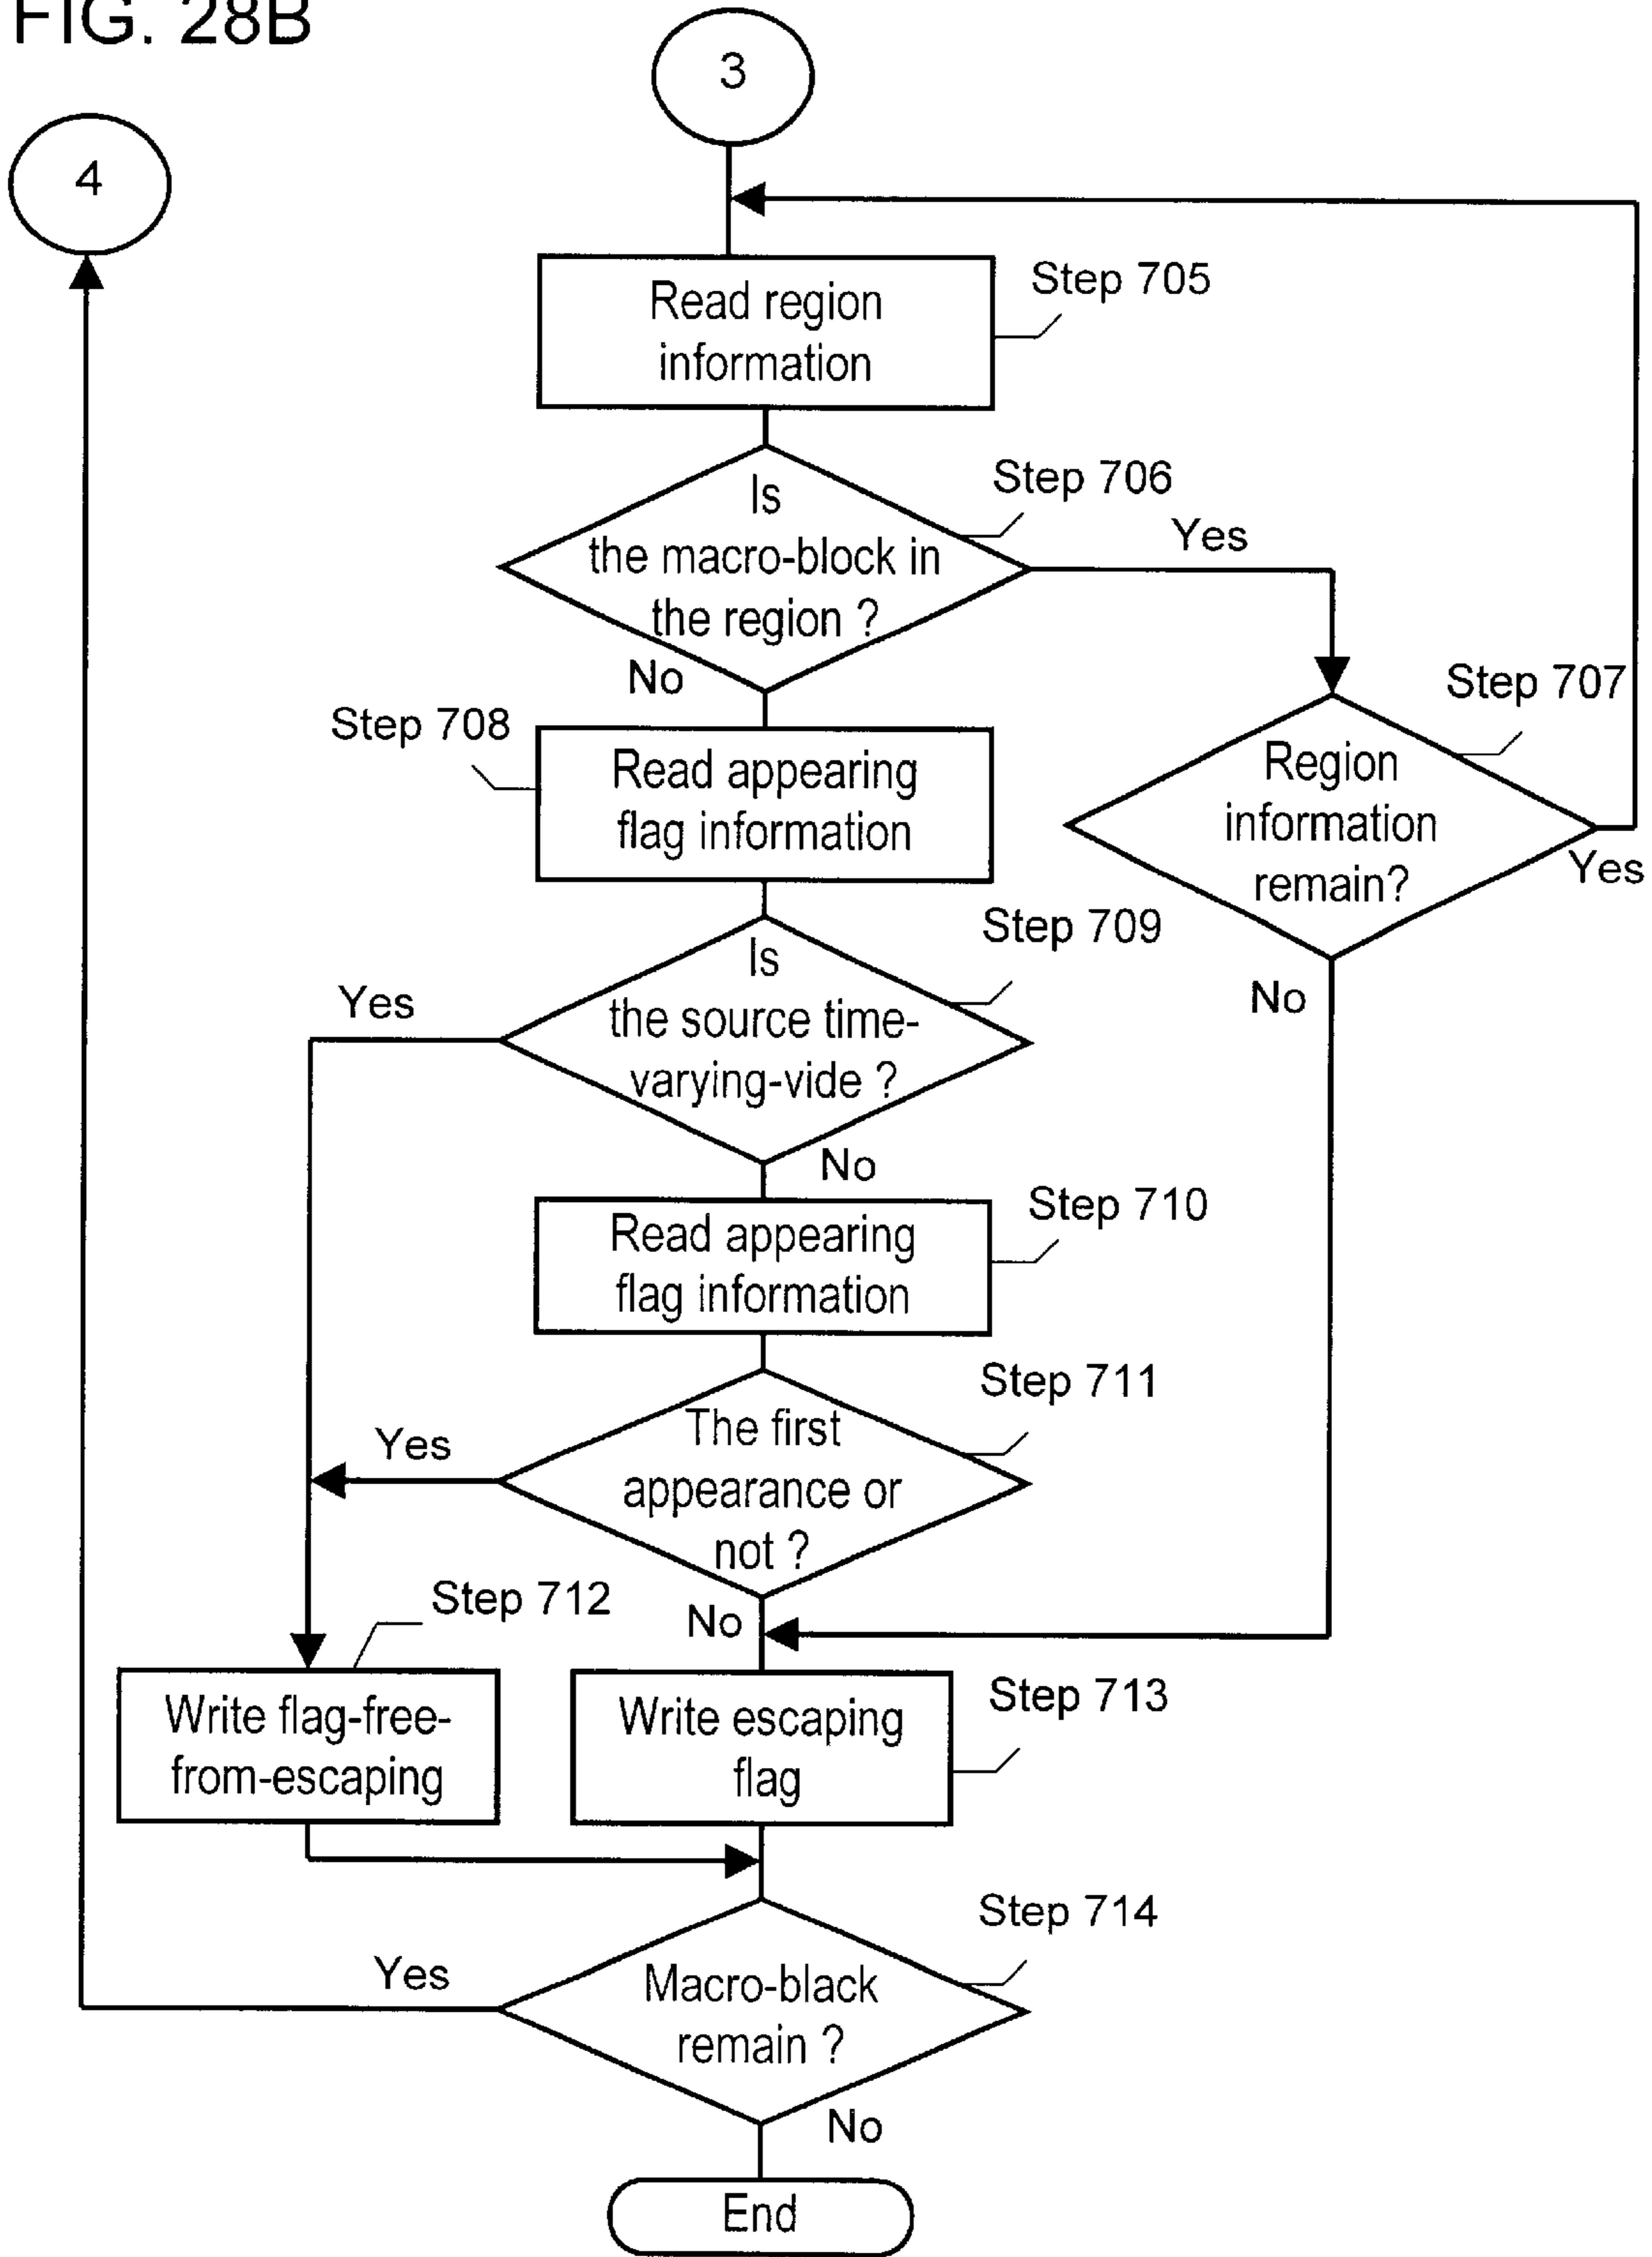 FIG. 28B
3
4
Step 705
Read region
information
Step 706
Is
the macro-block in
the region ?
Yes
No
Step 707
Region
information
remain?
Yes
No
Step 708
Read appearing
flag information
Step 709
Is
the source time-
varying-vide ?
Yes
No
Step 710
Read appearing
flag information
Step 711
The first
appearance or
not ?
Yes
No
Step 712
Write flag-free-
from-escaping
Step 713
Write escaping
flag
Step 714
Macro-black
remain ?
Yes
No
End